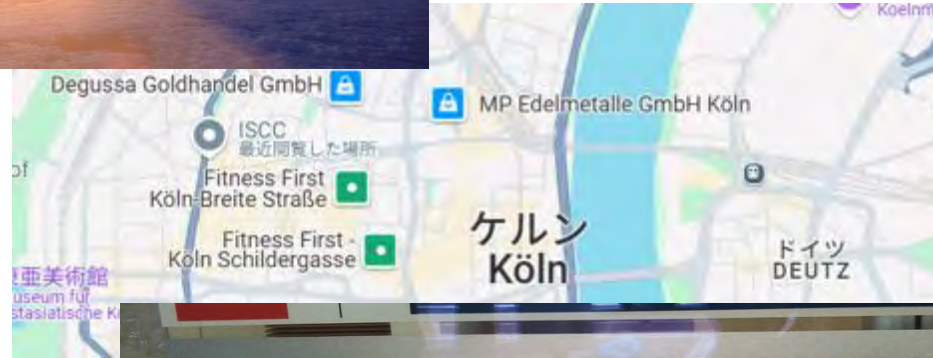 Koelnm
Degussa Goldhandel GmbH
MP Edelmetalle GmbH Köln
ISCC
最近閲覧した場所
of
Fitness First
Köln-Breite Straße
Fitness First -
Köln Schildergasse
ケルン
Köln
ドイツ
DEUTZ
亜美術館
useum für
stasiatische K